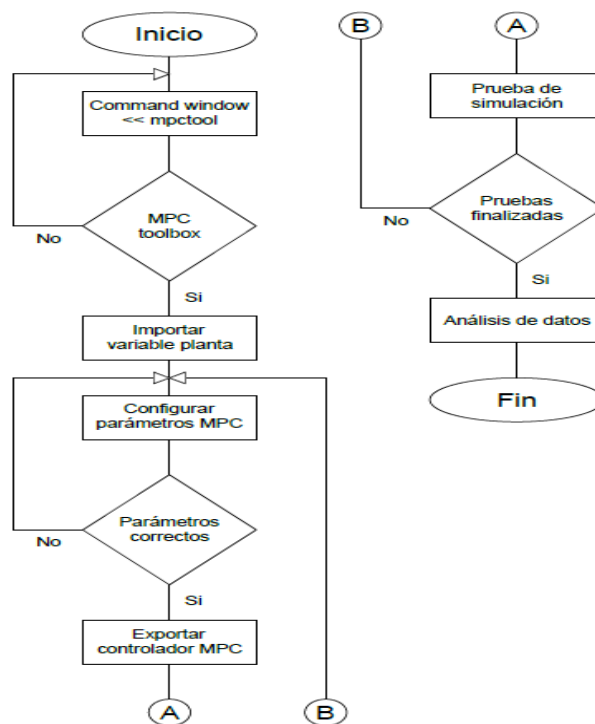 Inicio
Command window
<< mpctool
MPC
toolbox
No
Si
Importar
variable planta
Configurar
parámetros MPC
Parámetros
correctos
No
Si
Exportar
controlador MPC
A
B
B
A
Prueba de
simulación
Pruebas
finalizadas
No
Si
Análisis de datos
Fin